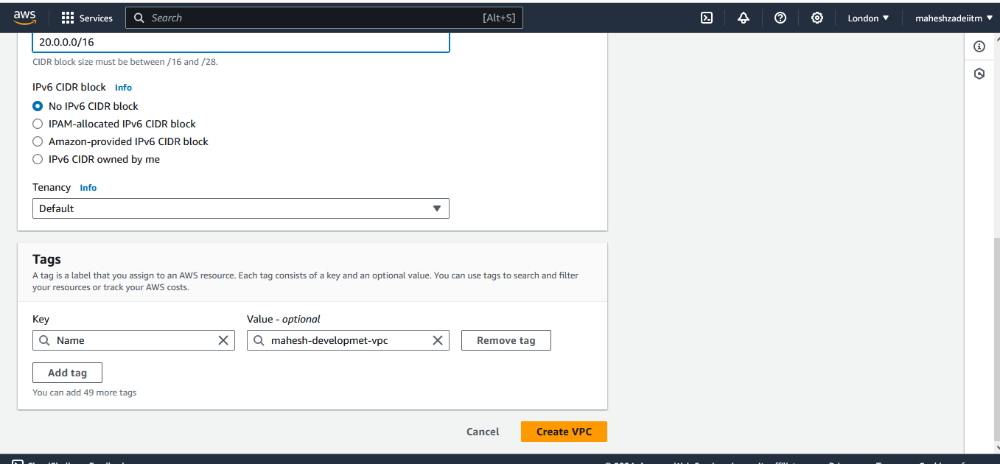 aws
Services
Search
[Alt+S]
London
maheshzadeiitm
20.0.0.0/16
CIDR block size must be between /16 and /28.
IPv6 CIDR block Info
No IPv6 CIDR block
IPAM-allocated IPv6 CIDR block
Amazon-provided IPv6 CIDR block
IPv6 CIDR owned by me
Tenancy Info
Default
Tags
A tag is a label that you assign to an AWS resource. Each tag consists of a key and an optional value. You can use tags to search and filter
your resources or track your AWS costs.
Key
Value - optional
Name
mahesh-developmet-vpc
Remove tag
Add tag
You can add 49 more tags
Cancel
Create VPC